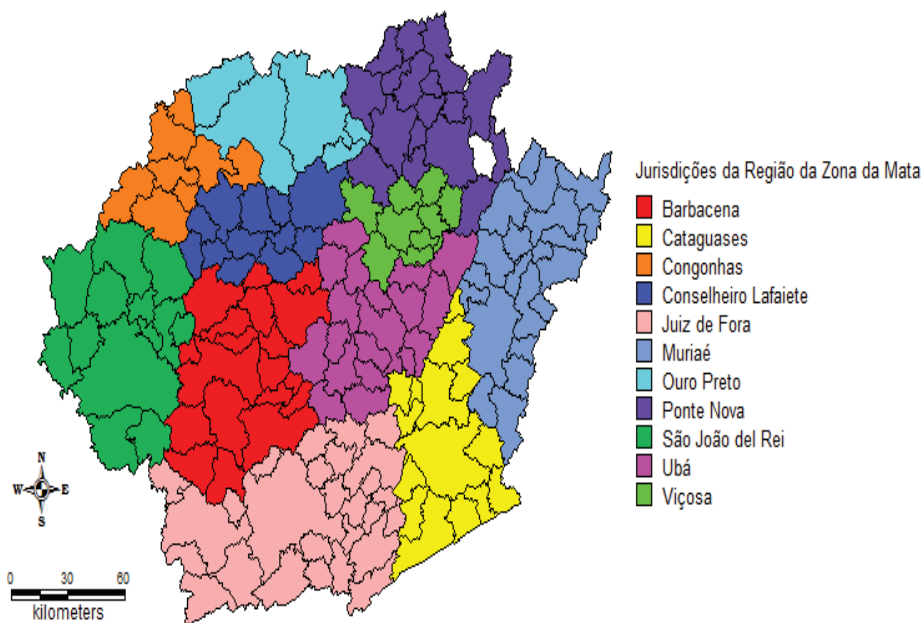 Jurisdições da Região da Zona da Mata
Barbacena
Cataguases
Congonhas
Conselheiro Lafaiete
Juiz de Fora
Muriaé
Ouro Preto
Ponte Nova
São João del Rei
Ubá
Viçosa
N
W E
S
0 30 60
kilometers